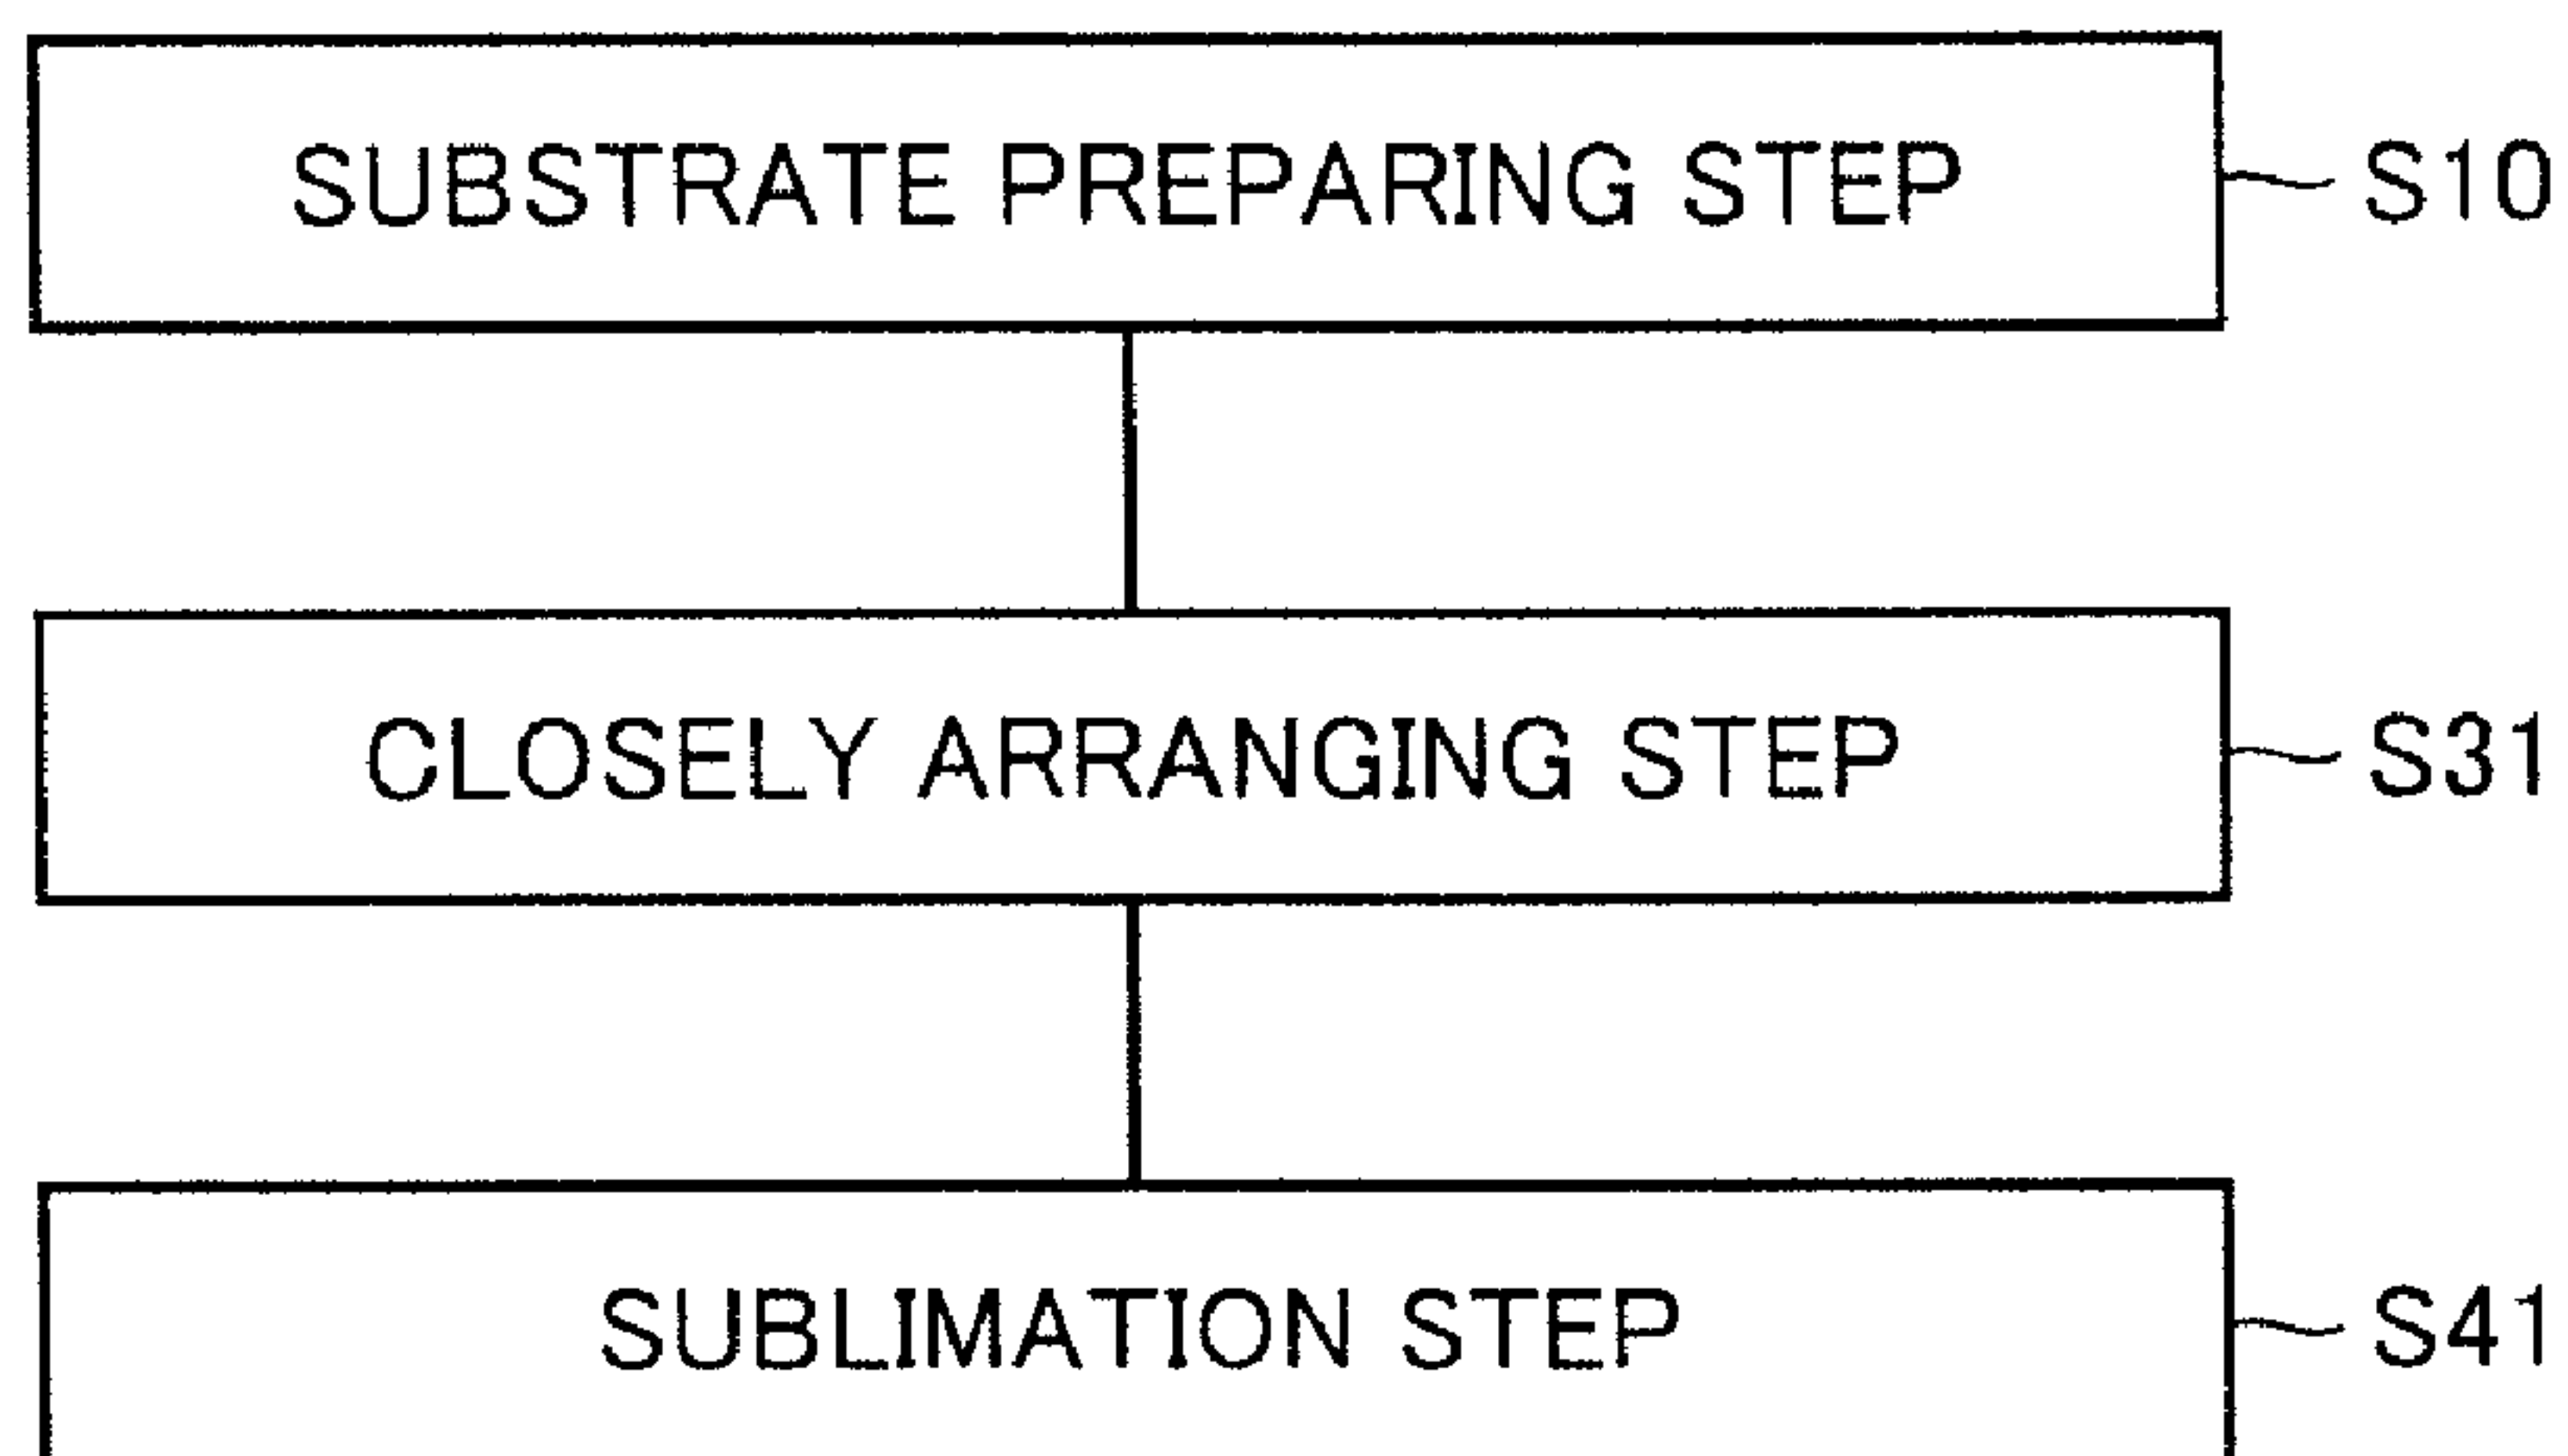 SUBSTRATE PREPARING STEP S10
CLOSELY ARRANGING STEP S31
SUBLIMATION STEP S41